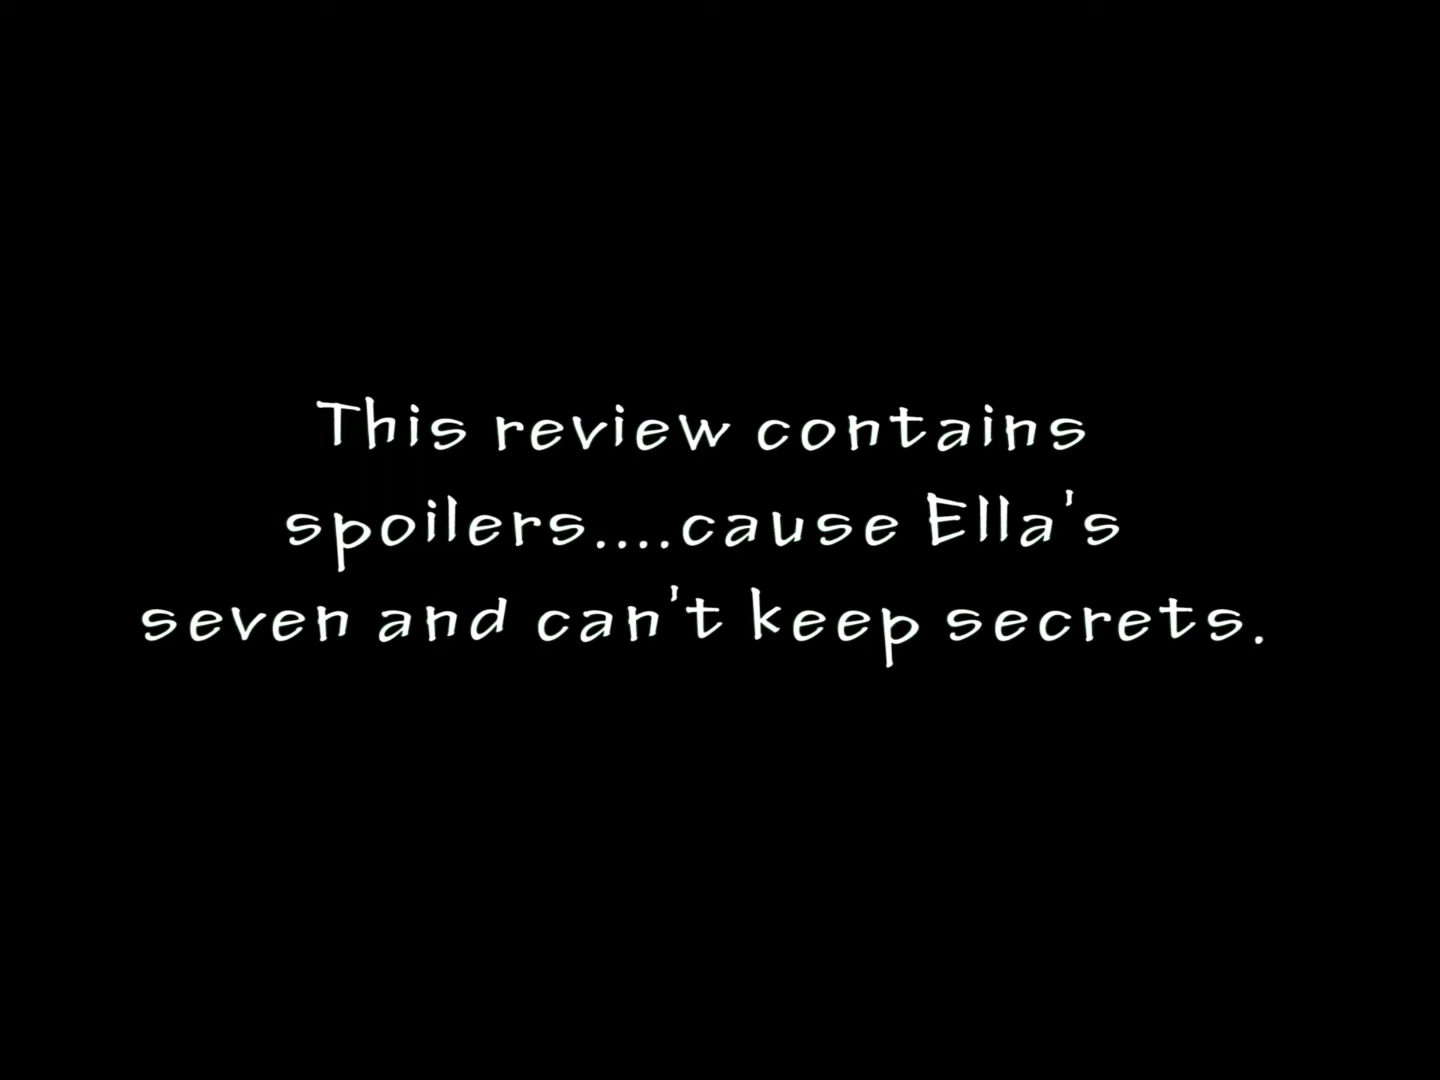 This review contains
spoilers....cause Ella's
seven and can't keep secrets.